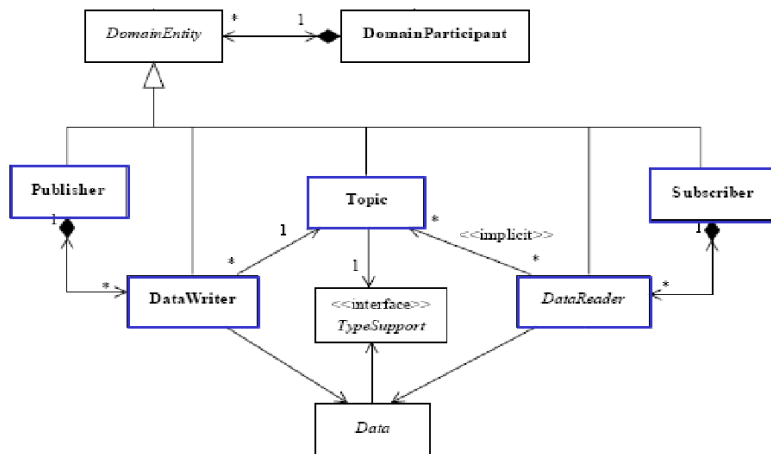 * 1
DomainEntity DomainParticipant
Publisher Topic Subscriber
1 1 * <<implicit>> 1
* * 1 * *
DataWriter DataReader
<<interface>>
TypeSupport
Data